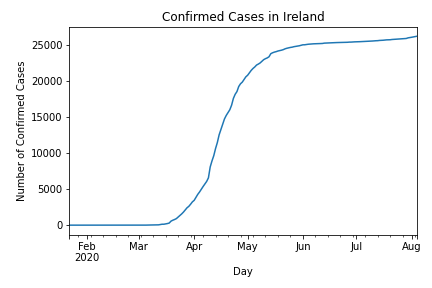 Confirmed Cases in Ireland
Number of Confirmed Cases
25000
20000
15000
10000
5000
0
Feb Mar Apr May Jun Jul Aug
2020
Day